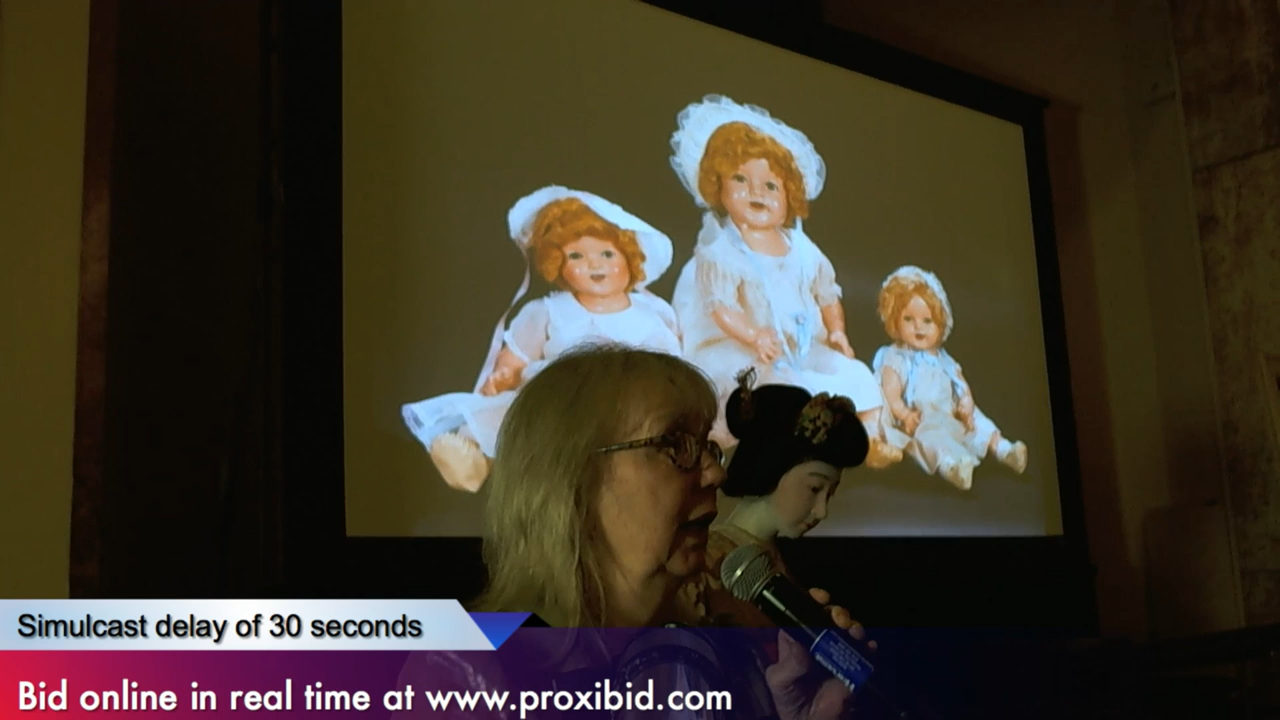 Simulcast delay of 30 seconds
Bid online in real time at www.proxibid.com